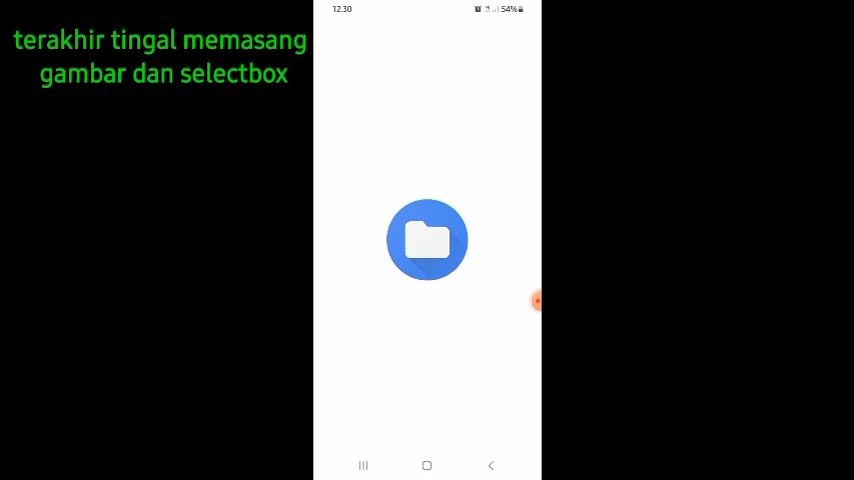 terakhir tingal memasang
gambar dan selectbox
12.30
54%